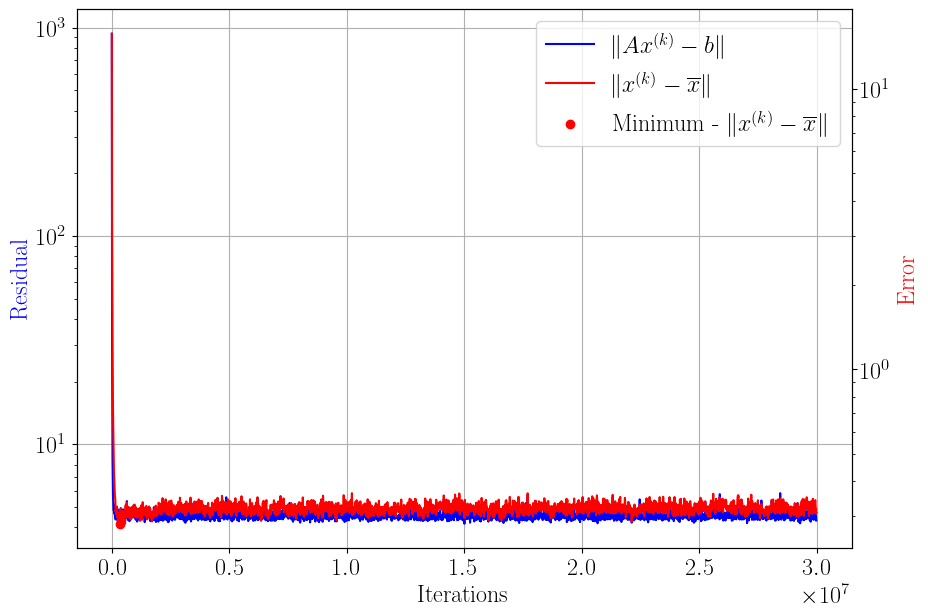 10³
10²
10¹
Residual
‖Ax⁽ᵏ⁾ − b‖
‖x⁽ᵏ⁾ − x̅‖
Minimum - ‖x⁽ᵏ⁾ − x̅‖
10¹
10⁰
Error
0.0 0.5 1.0 1.5 2.0 2.5 3.0
Iterations
×10⁷